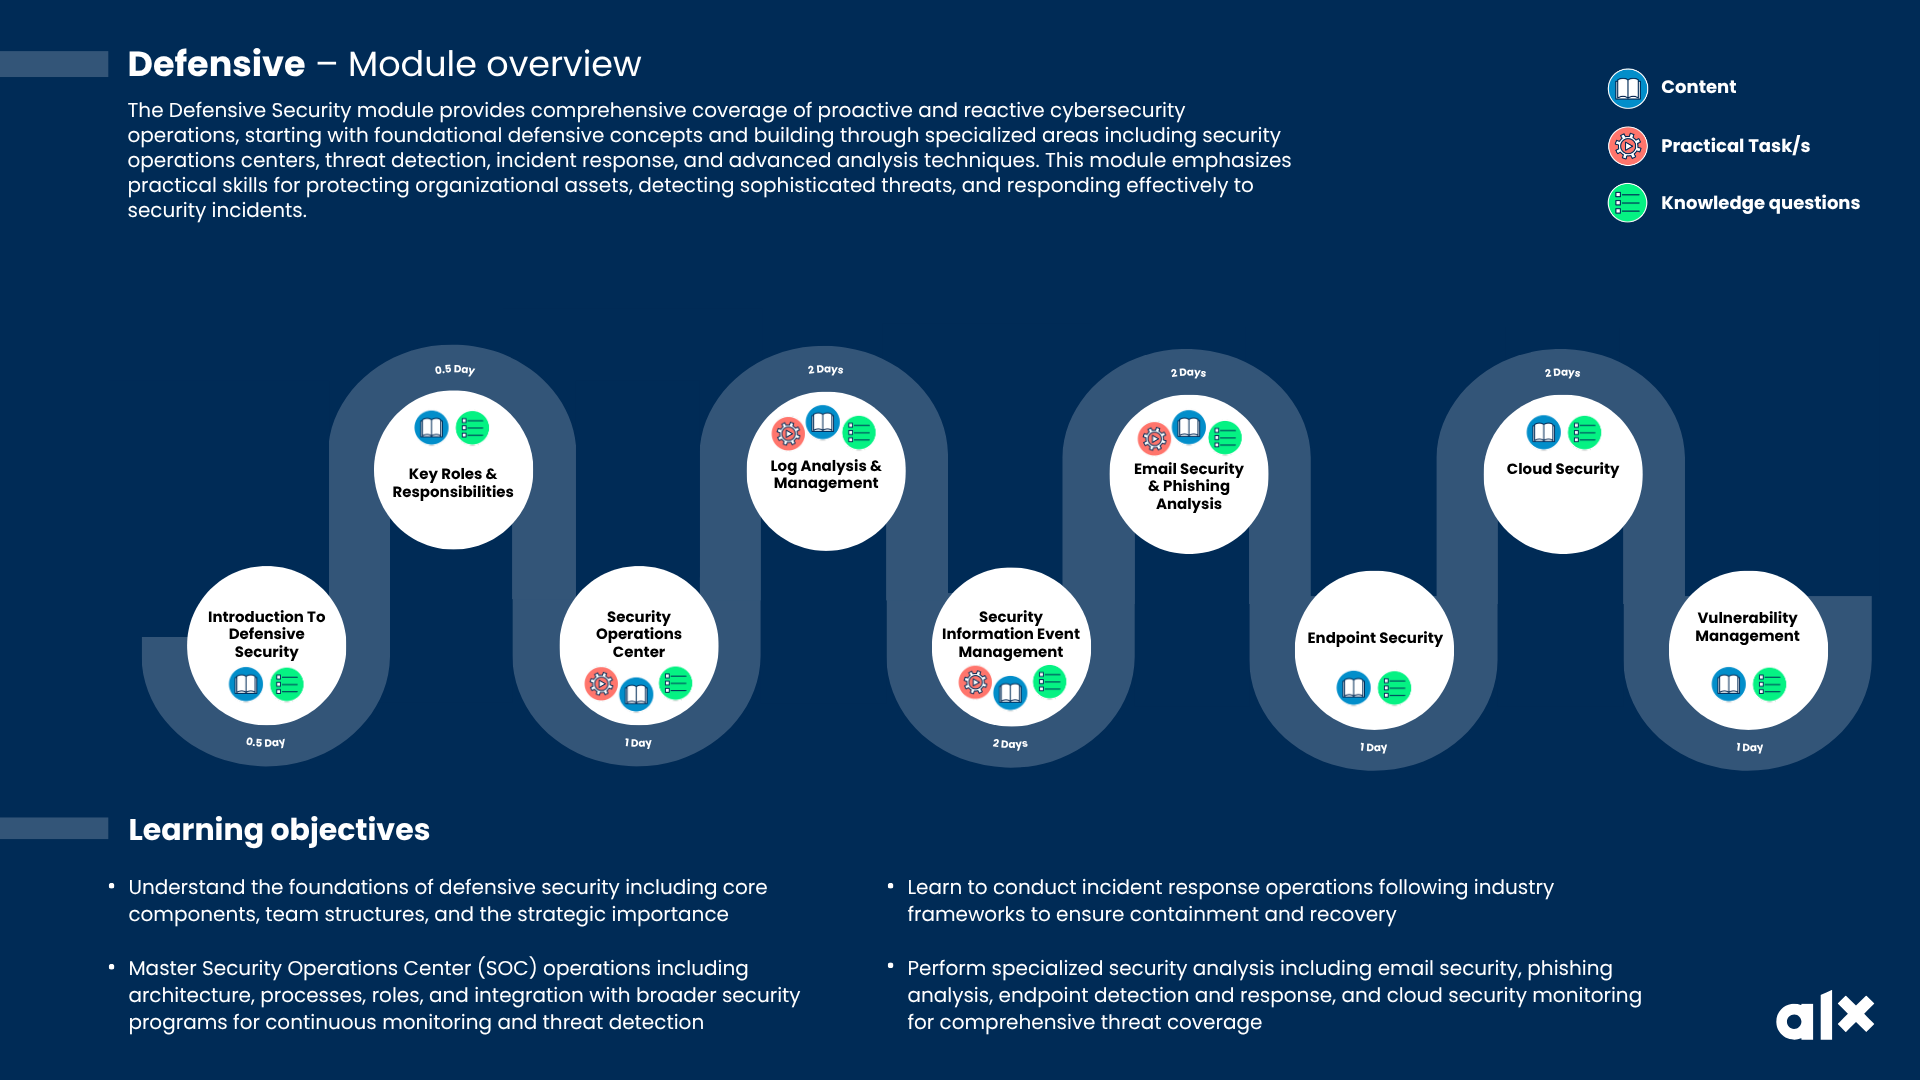 Defensive – Module overview
The Defensive Security module provides comprehensive coverage of proactive and reactive cybersecurity
operations, starting with foundational defensive concepts and building through specialized areas including security
operations centers, threat detection, incident response, and advanced analysis techniques. This module emphasizes
practical skills for protecting organizational assets, detecting sophisticated threats, and responding effectively to
security incidents.
Content
Practical Task/s
Knowledge questions
0.5 Day
Key Roles &
Responsibilities
2 Days
Log Analysis &
Management
2 Days
Email Security
& Phishing
Analysis
2 Days
Cloud Security
Introduction To
Defensive
Security
0.5 Day
Security
Operations
Center
1 Day
Security
Information Event
Management
2 Days
Endpoint Security
1 Day
Vulnerability
Management
1 Day
Learning objectives
• Understand the foundations of defensive security including core
components, team structures, and the strategic importance
• Master Security Operations Center (SOC) operations including
architecture, processes, roles, and integration with broader security
programs for continuous monitoring and threat detection
• Learn to conduct incident response operations following industry
frameworks to ensure containment and recovery
• Perform specialized security analysis including email security, phishing
analysis, endpoint detection and response, and cloud security monitoring
for comprehensive threat coverage
alx